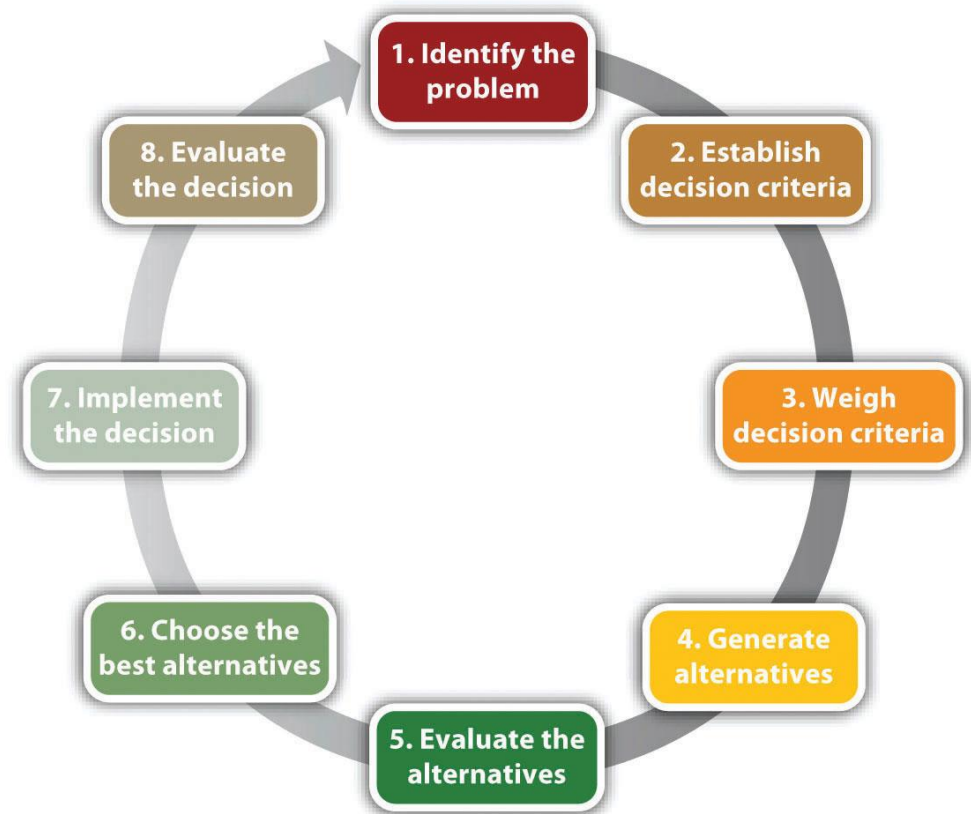 1. Identify the
problem
2. Establish
decision criteria
3. Weigh
decision criteria
4. Generate
alternatives
5. Evaluate the
alternatives
6. Choose the
best alternatives
7. Implement
the decision
8. Evaluate
the decision